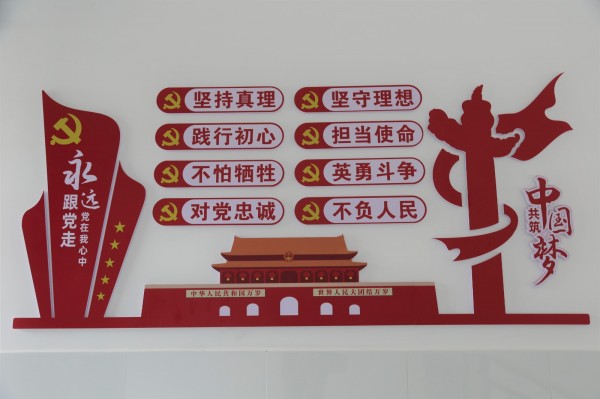 永远
跟党走
党在我心中
坚持真理
坚守理想
践行初心
担当使命
不怕牺牲
英勇斗争
对党忠诚
不负人民
中华人民共和国万岁
世界人民大团结万岁
共筑
中国梦